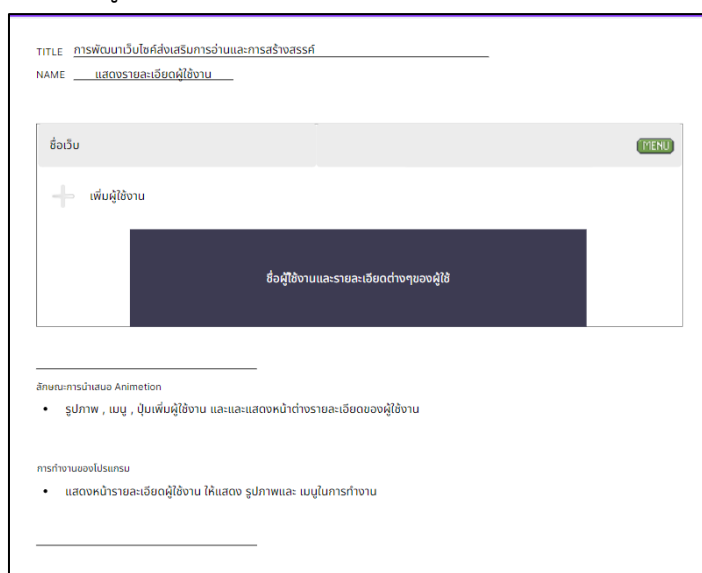 TITLE การพัฒนาเว็บไซค์ส่งเสริมการอ่านและการสร้างสรรค์
NAME แสดงรายละเอียดผู้ใช้งาน
ชื่อเว็บ MENU
เพิ่มผู้ใช้งาน
ชื่อผู้ใช้งานและรายละเอียดต่างๆของผู้ใช้
ลักษณะการนำเสนอ Animetion
• รูปภาพ , เมนู , ปุ่มเพิ่มผู้ใช้งาน และและแสดงหน้าต่างรายละเอียดของผู้ใช้งาน
การทำงานของโปรแกรม
• แสดงหน้ารายละเอียดผู้ใช้งาน ให้แสดง รูปภาพและ เมนูในการทำงาน